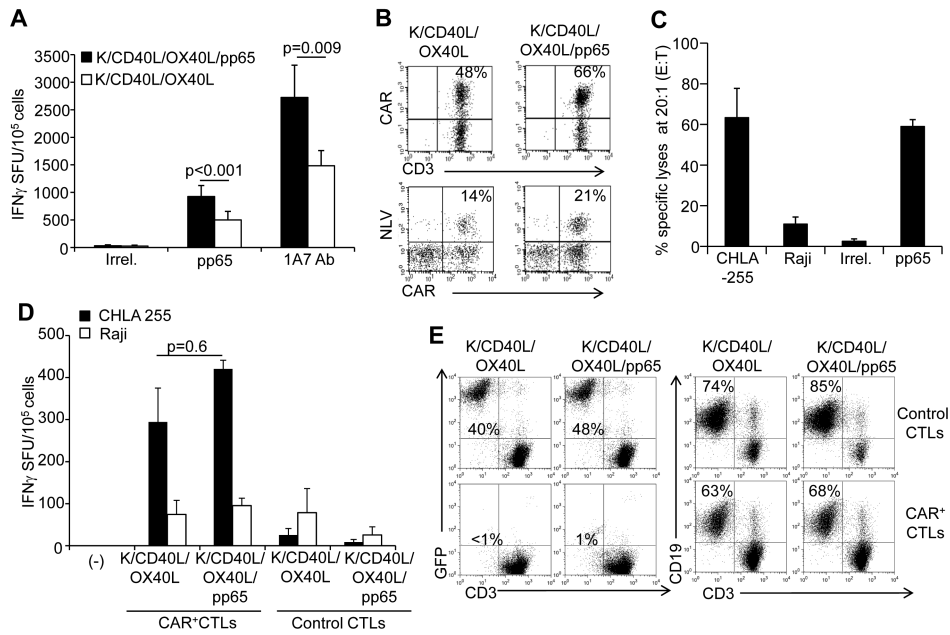 A
K/CD40L/OX40L/pp65
K/CD40L/OX40L
p=0.009
p<0.001
IFNγ SFU/10⁵ cells
3500
3000
2500
2000
1500
1000
500
0
Irrel.
pp65
1A7 Ab
B
K/CD40L/
OX40L
K/CD40L/
OX40L/pp65
48%
66%
CAR
CD3
14%
21%
NLV
CAR
C
% specific lyses at 20:1 (E:T)
100
80
60
40
20
0
CHLA
-255
Raji
Irrel.
pp65
D
CHLA 255
Raji
p=0.6
IFNγ SFU/10⁵ cells
500
400
300
200
100
0
(-)
K/CD40L/
OX40L
K/CD40L/
OX40L/
pp65
K/CD40L/
OX40L
K/CD40L/
OX40L/
pp65
CAR⁺CTLs
Control CTLs
E
K/CD40L/
OX40L
K/CD40L/
OX40L/pp65
K/CD40L/
OX40L
K/CD40L/
OX40L/pp65
40%
48%
74%
85%
Control
CTLs
<1%
1%
63%
68%
CAR⁺
CTLs
GFP
CD3
CD19
CD3